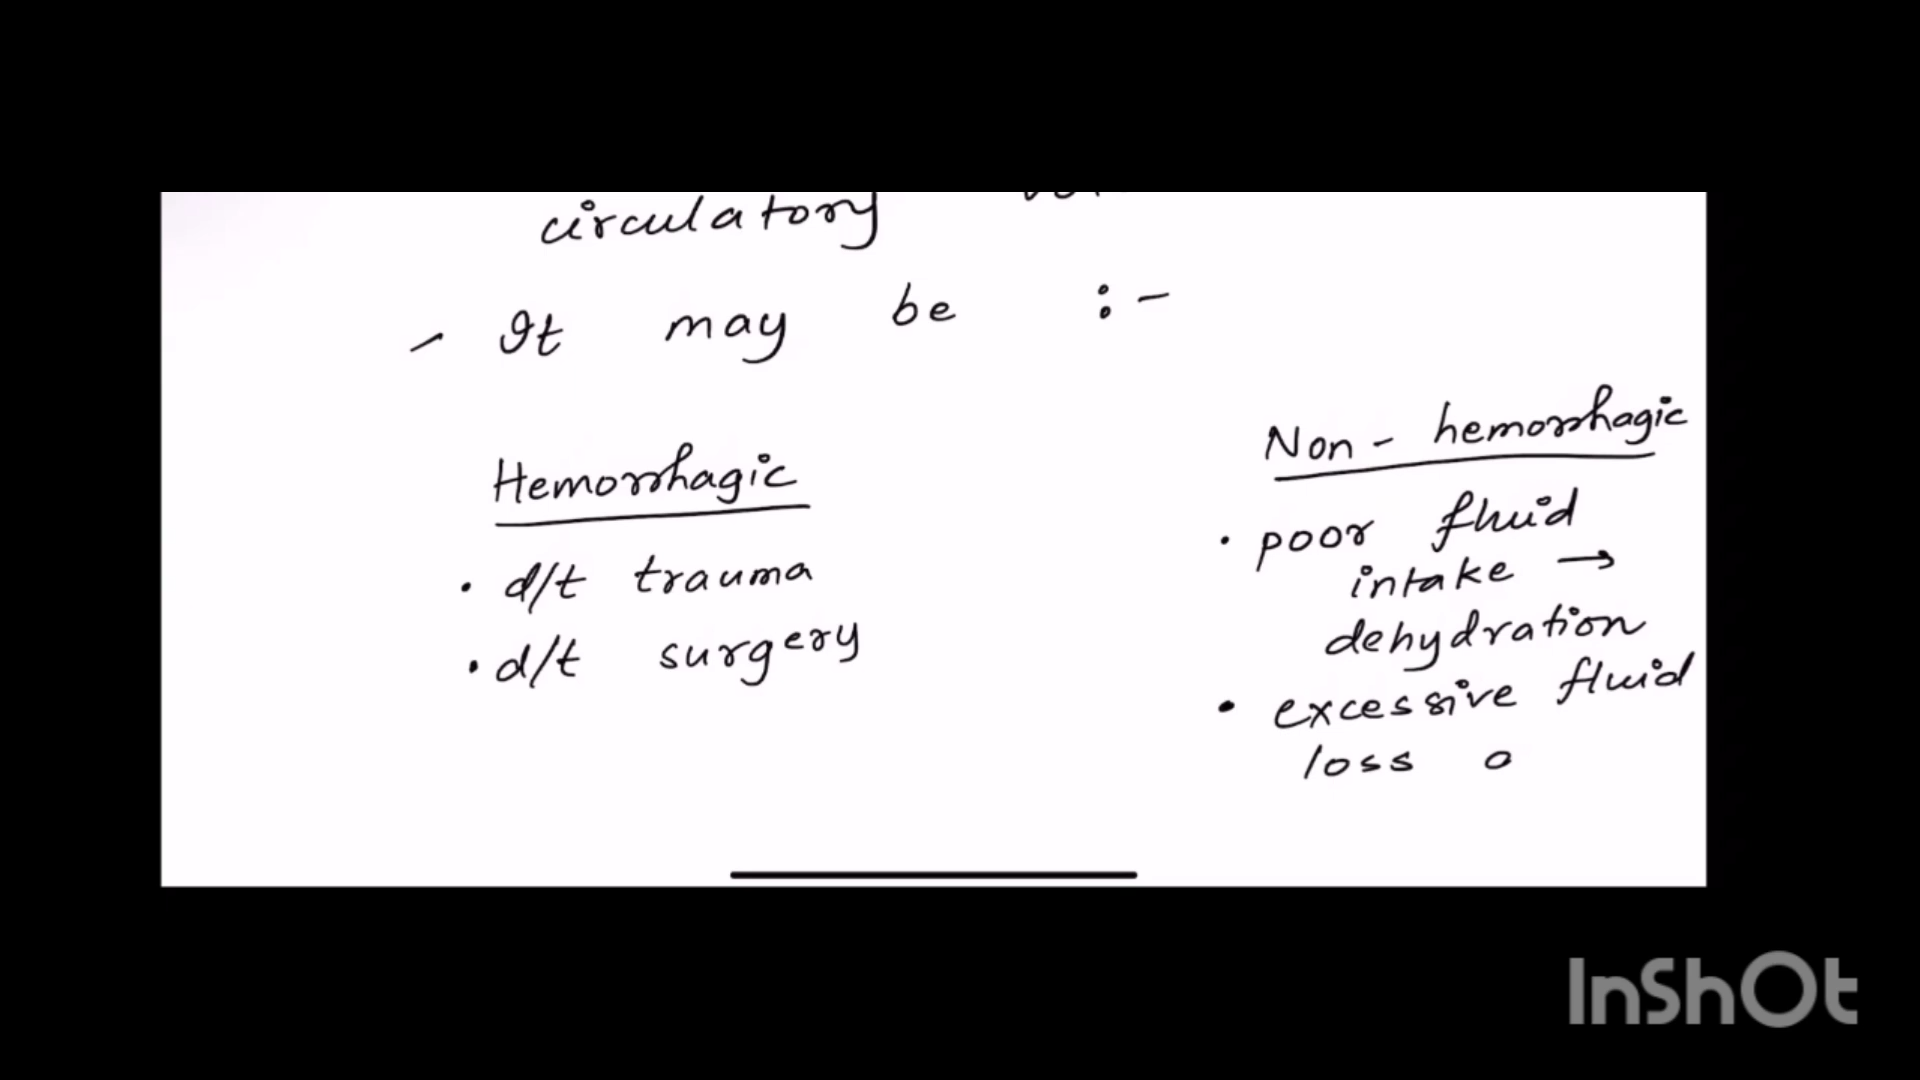 circulatory
- It may be :-
Hemorrhagic
• d/t trauma
• d/t surgery
Non - hemorrhagic
• poor fluid
intake →
dehydration
• excessive fluid
loss o
InShOt